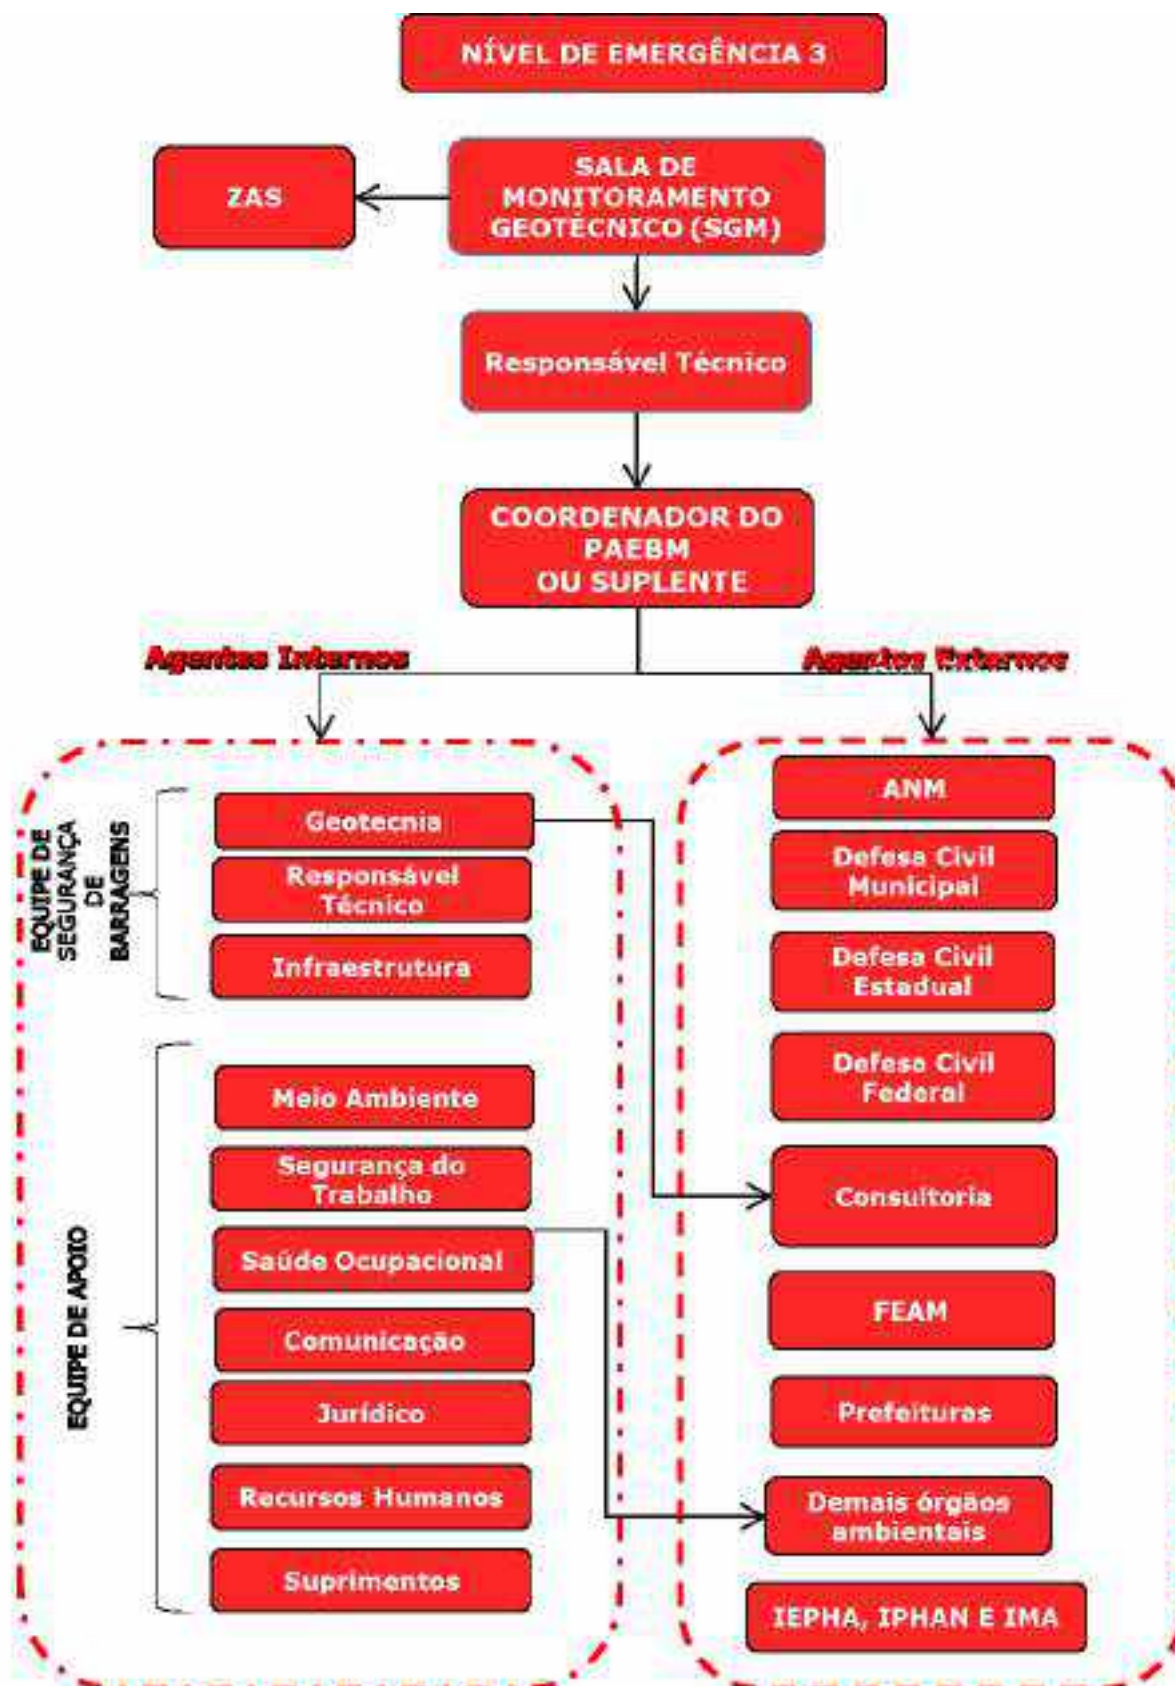 NÍVEL DE EMERGÊNCIA 3
ZAS
SALA DE
MONITORAMENTO
GEOTÉCNICO (SGM)
Responsável Técnico
COORDENADOR DO
PAEBM
OU SUPLENTE
Agentes Internos
Agentes Externos
EQUIPE DE
SEGURANÇA
DE
BARRAGENS
Geotecnia
Responsável
Técnico
Infraestrutura
EQUIPE DE APOIO
Meio Ambiente
Segurança do
Trabalho
Saúde Ocupacional
Comunicação
Jurídico
Recursos Humanos
Suprimentos
ANM
Defesa Civil
Municipal
Defesa Civil
Estadual
Defesa Civil
Federal
Consultoria
FEAM
Prefeituras
Demais órgãos
ambientais
IEPHA, IPHAN E IMA